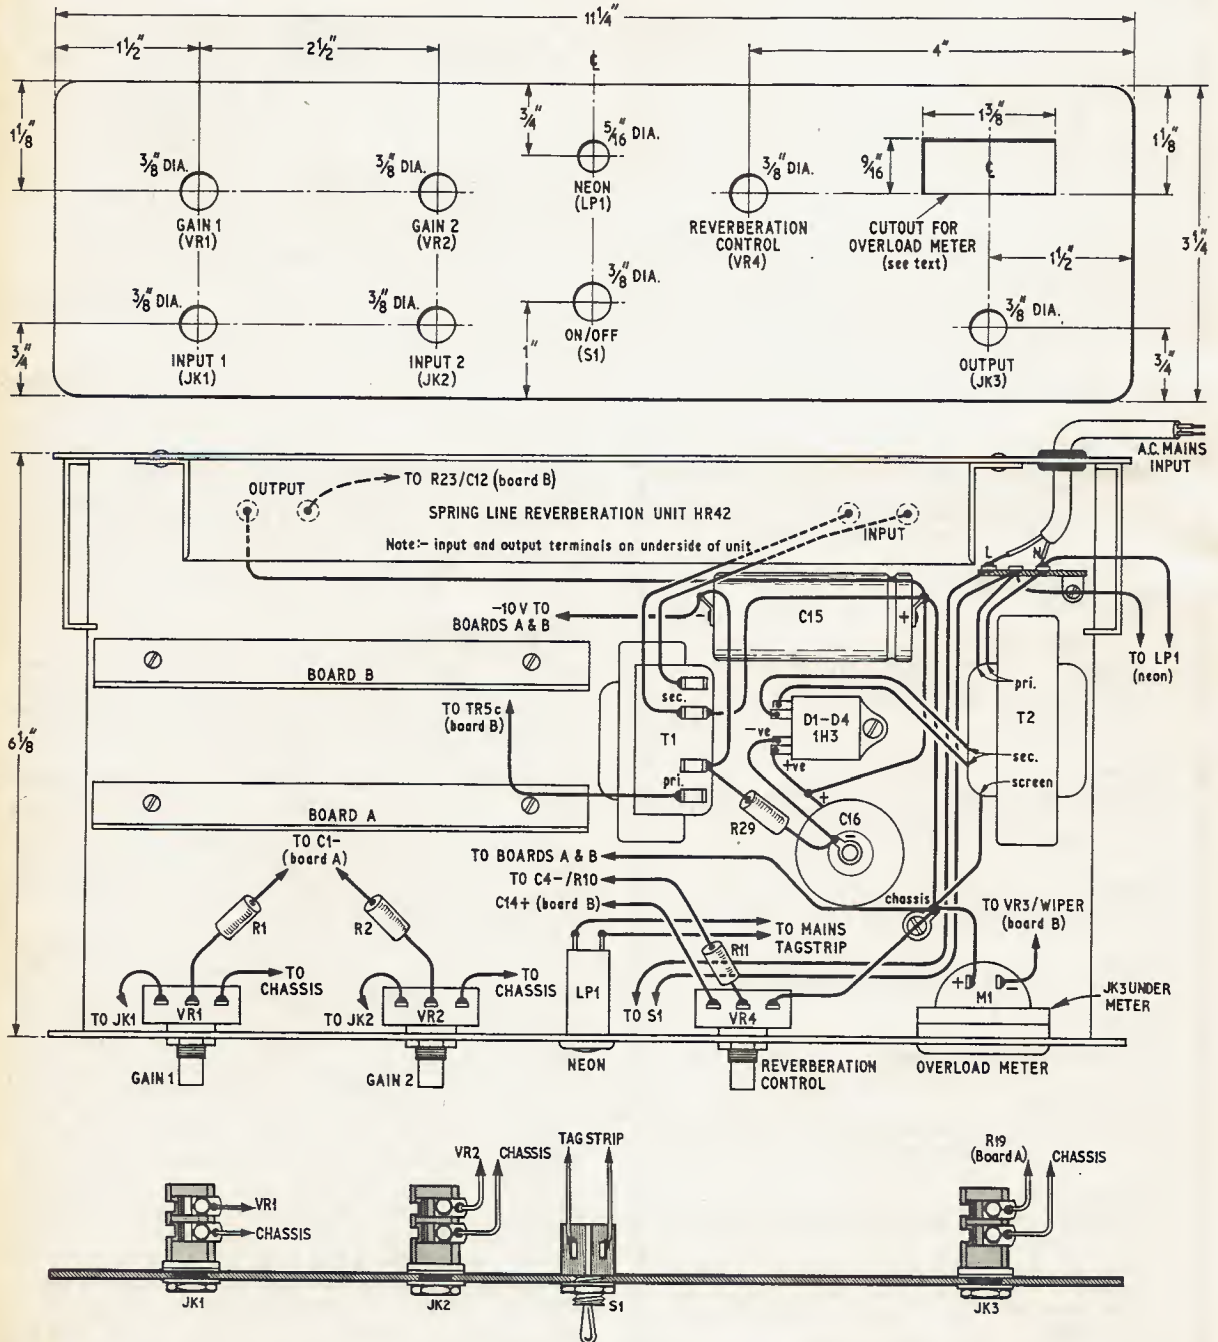 11¼"
1½"
2½"
4"
℄
3/4"
5/16" DIA.
1⅜"
1⅛"
1⅛"
3/8" DIA.
3/8" DIA.
3/8" DIA.
9/16"
℄
NEON
(LP1)
GAIN 1
(VR1)
GAIN 2
(VR2)
REVERBERATION
CONTROL
(VR4)
CUTOUT FOR
OVERLOAD METER
(see text)
3¼"
1½"
3/8" DIA.
3/8" DIA.
3/8" DIA.
3/8" DIA.
3/4"
INPUT 1
(JK1)
INPUT 2
(JK2)
1"
ON/OFF
(S1)
OUTPUT
(JK3)
3/4"
A.C. MAINS
INPUT
OUTPUT
TO R23/C12 (board B)
SPRING LINE REVERBERATION UNIT HR42
INPUT
Note:- input and output terminals on underside of unit
L
N
-10V TO
BOARDS A & B
-
C15
+
TO LP1
(neon)
BOARD B
sec.
pri.
TO TR5c
(board B)
T1
D1-D4
1H3
-ve
+ve
T2
sec.
screen
6⅛"
pri.
+
BOARD A
R29
C16
-
TO C1-
(board A)
TO BOARDS A & B
TO C4-/R10
C14+ (board B)
chassis
TO VR3/WIPER
(board B)
R1
R2
TO MAINS
TAGSTRIP
R11
TO
CHASSIS
TO
CHASSIS
LP1
+
M1
-
JK3 UNDER
METER
TO JK1
VR1
TO JK2
VR2
TO S1
VR4
GAIN 1
GAIN 2
NEON
REVERBERATION
CONTROL
OVERLOAD METER
VR2
CHASSIS
TAG STRIP
R19
(Board A)
CHASSIS
VR1
CHASSIS
JK1
JK2
S1
JK3